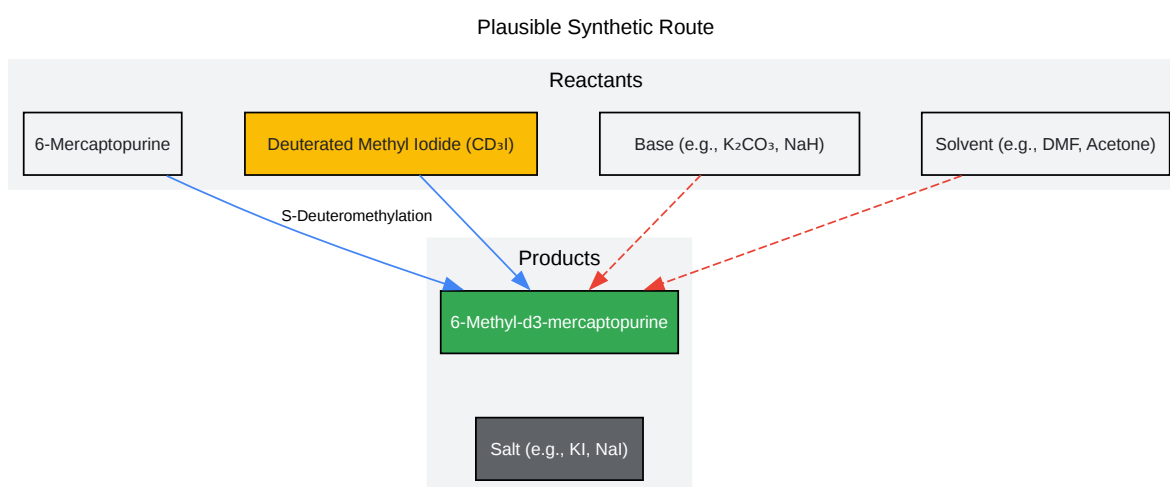 Plausible Synthetic Route
Reactants
6-Mercaptopurine
Deuterated Methyl Iodide (CD₃I)
Base (e.g., K₂CO₃, NaH)
Solvent (e.g., DMF, Acetone)
S-Deuteromethylation
Products
6-Methyl-d3-mercaptopurine
Salt (e.g., KI, NaI)